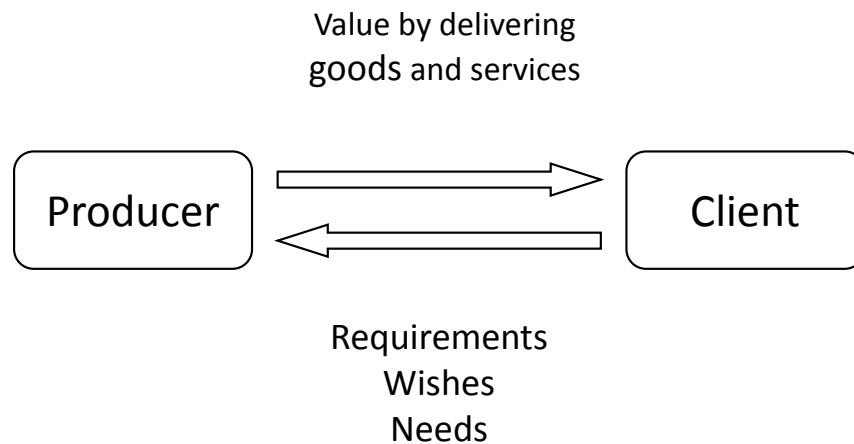 Value by delivering
goods and services
Producer
Client
Requirements
Wishes
Needs